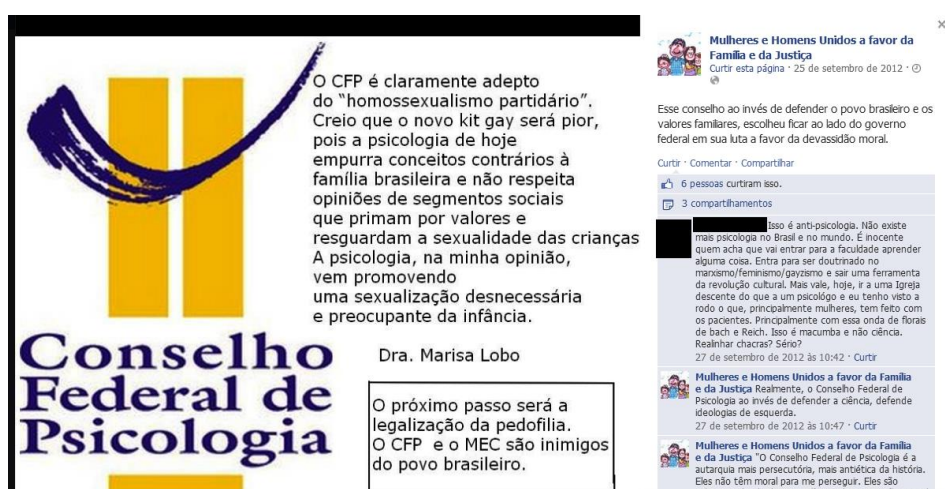 O CFP é claramente adepto
do “homossexualismo partidário”.
Creio que o novo kit gay será pior,
pois a psicologia de hoje
empurra conceitos contrários à
família brasileira e não respeita
opiniões de segmentos sociais
que primam por valores e
resguardam a sexualidade das crianças
A psicologia, na minha opinião,
vem promovendo
uma sexualização desnecessária
e preocupante da infância.
Dra. Marisa Lobo
Conselho
Federal de
Psicologia
O próximo passo será a
legalização da pedofilia.
O CFP e o MEC são inimigos
do povo brasileiro.
Mulheres e Homens Unidos a favor da
Família e da Justiça
Curtir esta página · 25 de setembro de 2012 ·
Esse conselho ao invés de defender o povo brasileiro e os
valores familiares, escolheu ficar ao lado do governo
federal em sua luta a favor da devassidão moral.
Curtir · Comentar · Compartilhar
6 pessoas curtiram isso.
3 compartilhamentos
Isso é anti-psicologia. Não existe
mais psicologia no Brasil e no mundo. É inocente
quem acha que vai entrar para a faculdade aprender
alguma coisa. Entra para ser doutrinado no
marxismo/feminismo/gayzismo e sair uma ferramenta
da revolução cultural. Mais vale, hoje, ir a uma Igreja
descente do que a um psicológo e eu tenho visto a
rodo o que, principalmente mulheres, tem feito com
os pacientes. Principalmente com essa onda de florais
de bach e Reich. Isso é macumba e não ciência.
Realinhar chacras? Sério?
27 de setembro de 2012 às 10:42 · Curtir
Mulheres e Homens Unidos a favor da Família
e da Justiça Realmente, o Conselho Federal de
Psicologia ao invés de defender a ciência, defende
ideologias de esquerda.
27 de setembro de 2012 às 10:47 · Curtir
Mulheres e Homens Unidos a favor da Família
e da Justiça "O Conselho Federal de Psicologia é a
autarquia mais persecutória, mais antiética da história.
Eles não têm moral para me perseguir. Eles são